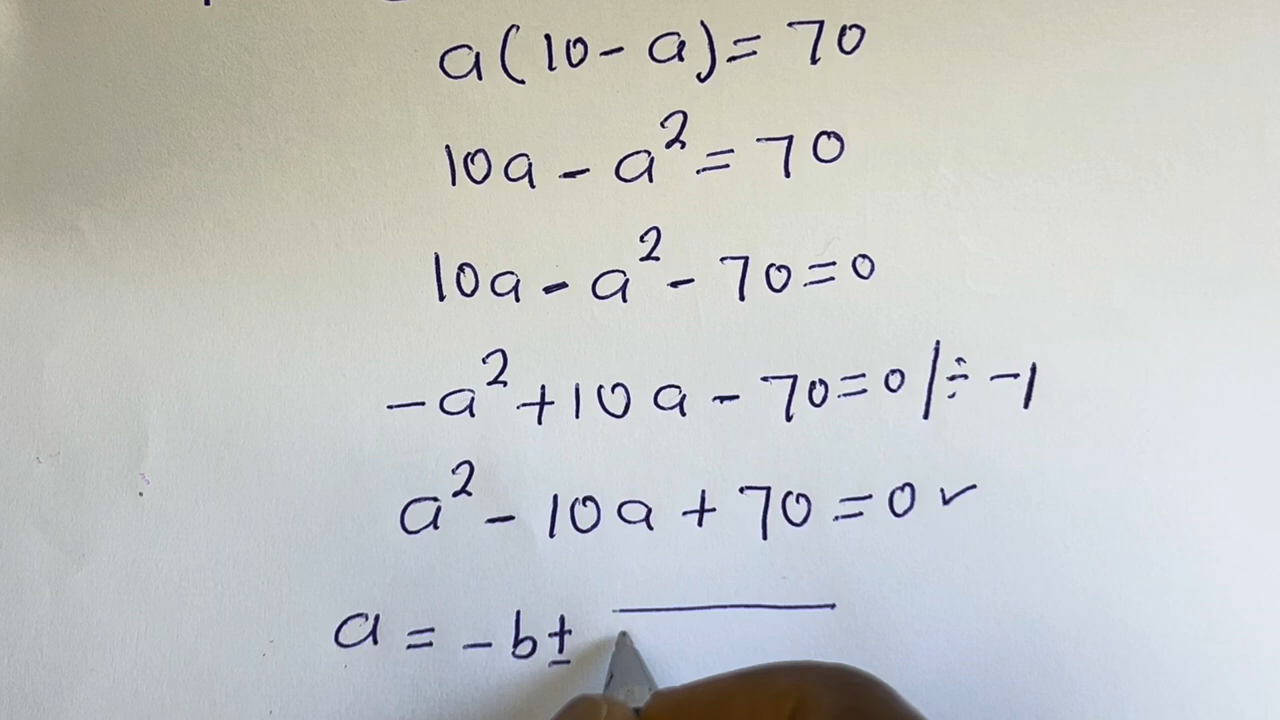 a(10-a)=70
10a-a²=70
10a-a²-70=0
-a²+10a-70=0/÷-1
a²-10a+70=0✓
a=-b±